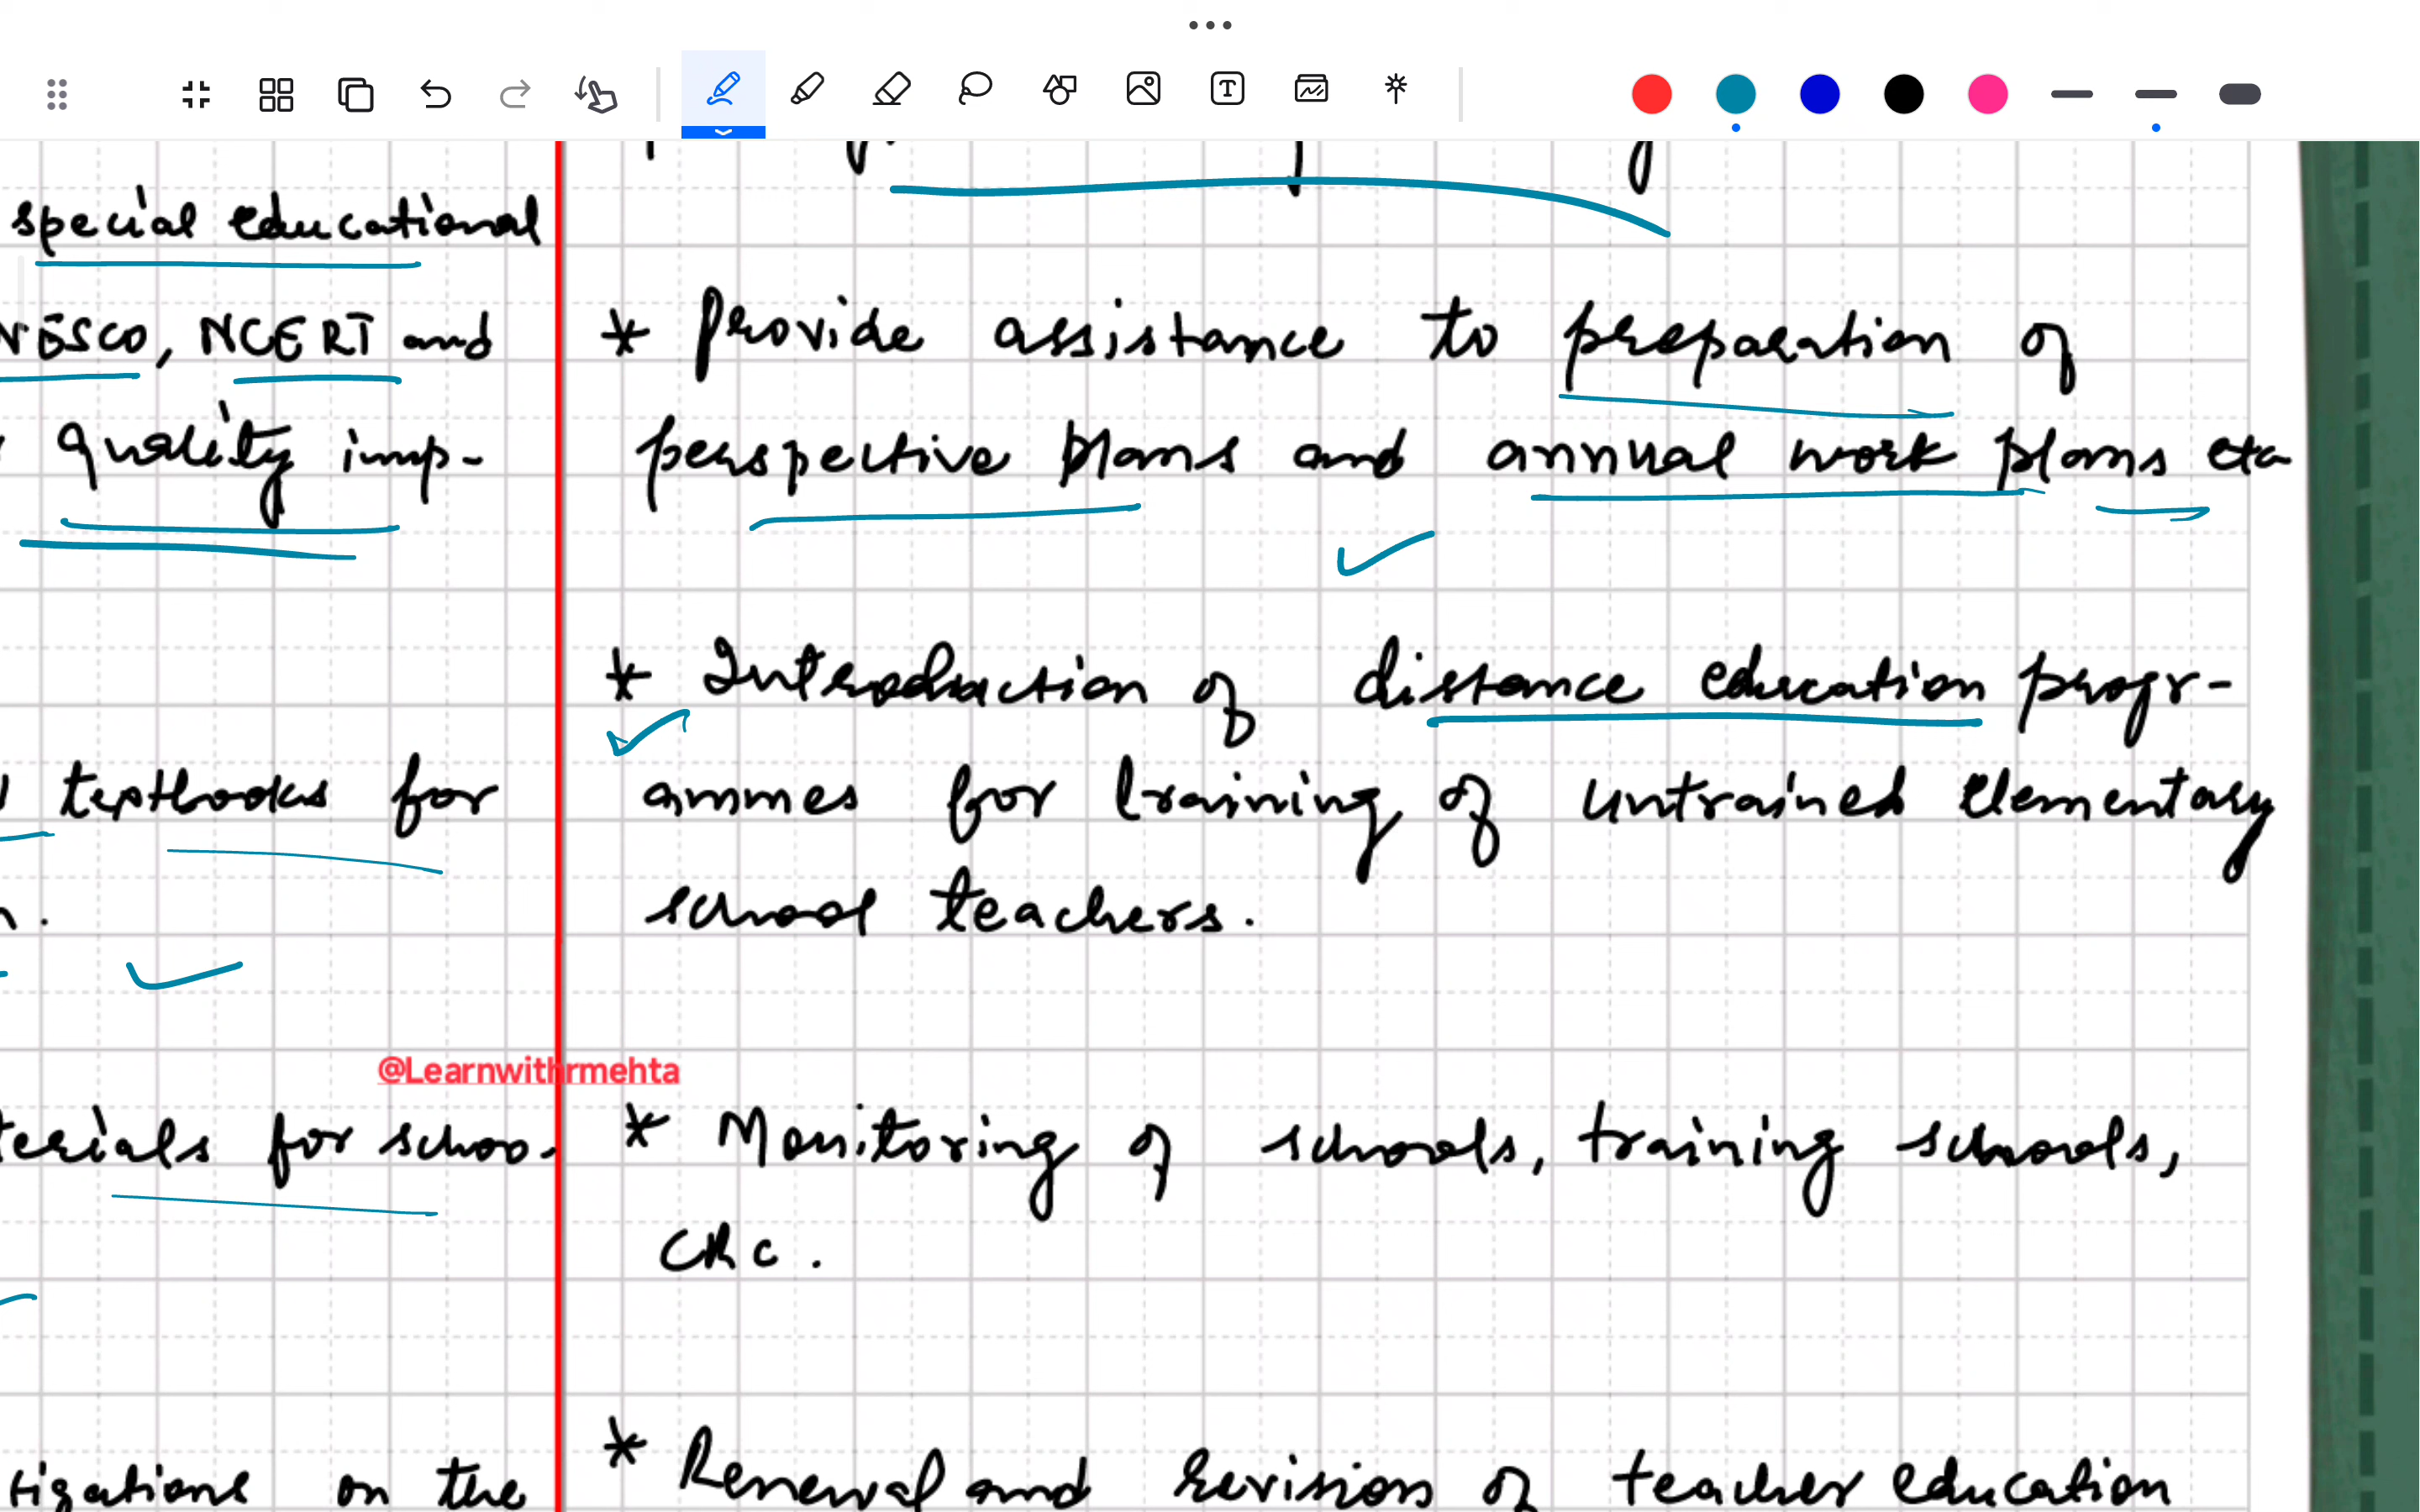 special educational
NESCO, NCERT and
quality imp-
textbooks for
n.
terials for schoo-
tigations on the
* Provide assistance to preparation of
perspective plans and annual work plans etc
* Introduction of distance education progr-
ammes for training of untrained elementary
school teachers.
@Learnwithrmehta
* Monitoring of schools, training schools,
CRC.
* Renewal and revision of teacher education